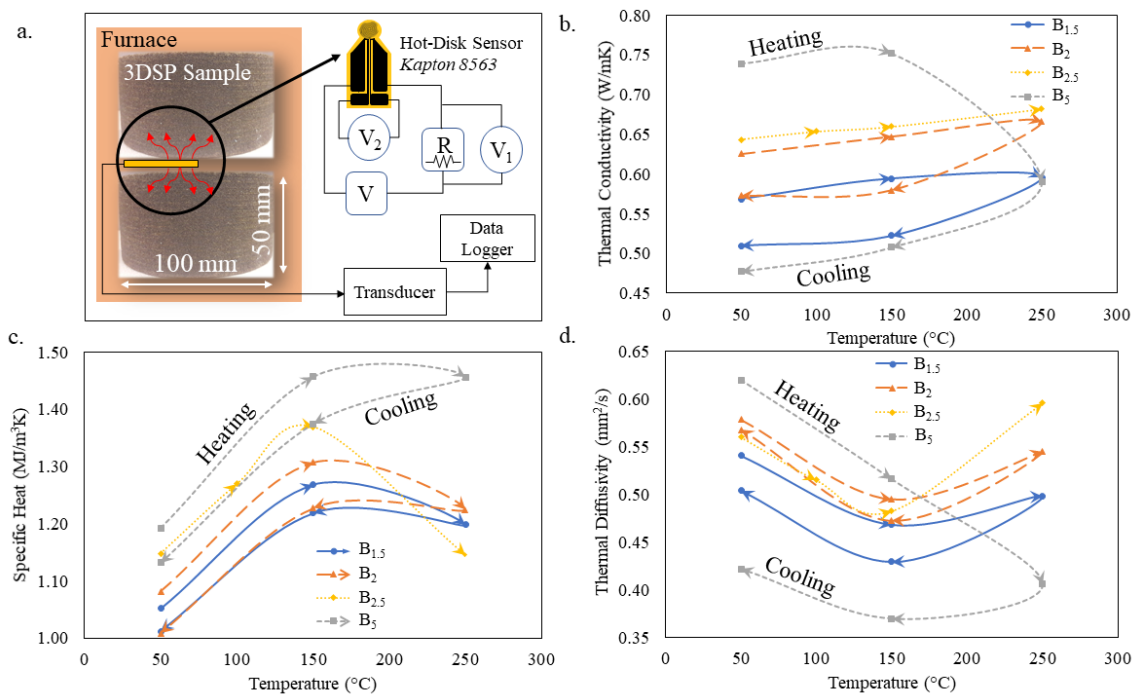 a.
Furnace
3DSP Sample
100 mm
50 mm
Hot-Disk Sensor
Kapton 8563
V2
R
V1
V
Data
Logger
Transducer
b.
Thermal Conductivity (W/mK)
0.80
0.75
0.70
0.65
0.60
0.55
0.50
0.45
Heating
Cooling
B1.5
B2
B2.5
B5
0 50 100 150 200 250 300
Temperature (°C)
c.
Specific Heat (MJ/m³K)
1.50
1.40
1.30
1.20
1.10
1.00
Heating
Cooling
B1.5
B2
B2.5
B5
0 50 100 150 200 250 300
Temperature (°C)
d.
Thermal Diffusivity (mm²/s)
0.65
0.60
0.55
0.50
0.45
0.40
0.35
B1.5
B2
B2.5
B5
Heating
Cooling
0 50 100 150 200 250 300
Temperature (°C)